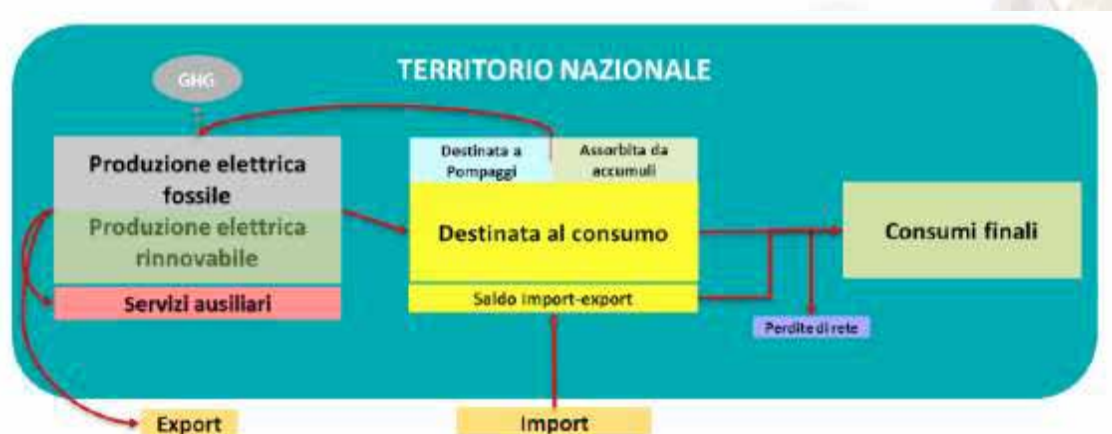 TERRITORIO NAZIONALE
GHG
Produzione elettrica
fossile
Produzione elettrica
rinnovabile
Servizi ausiliari
Destinata a
Pompaggi
Assorbita da
accumuli
Destinata al consumo
Saldo Import-export
Consumi finali
Perdite di rete
Export
Import